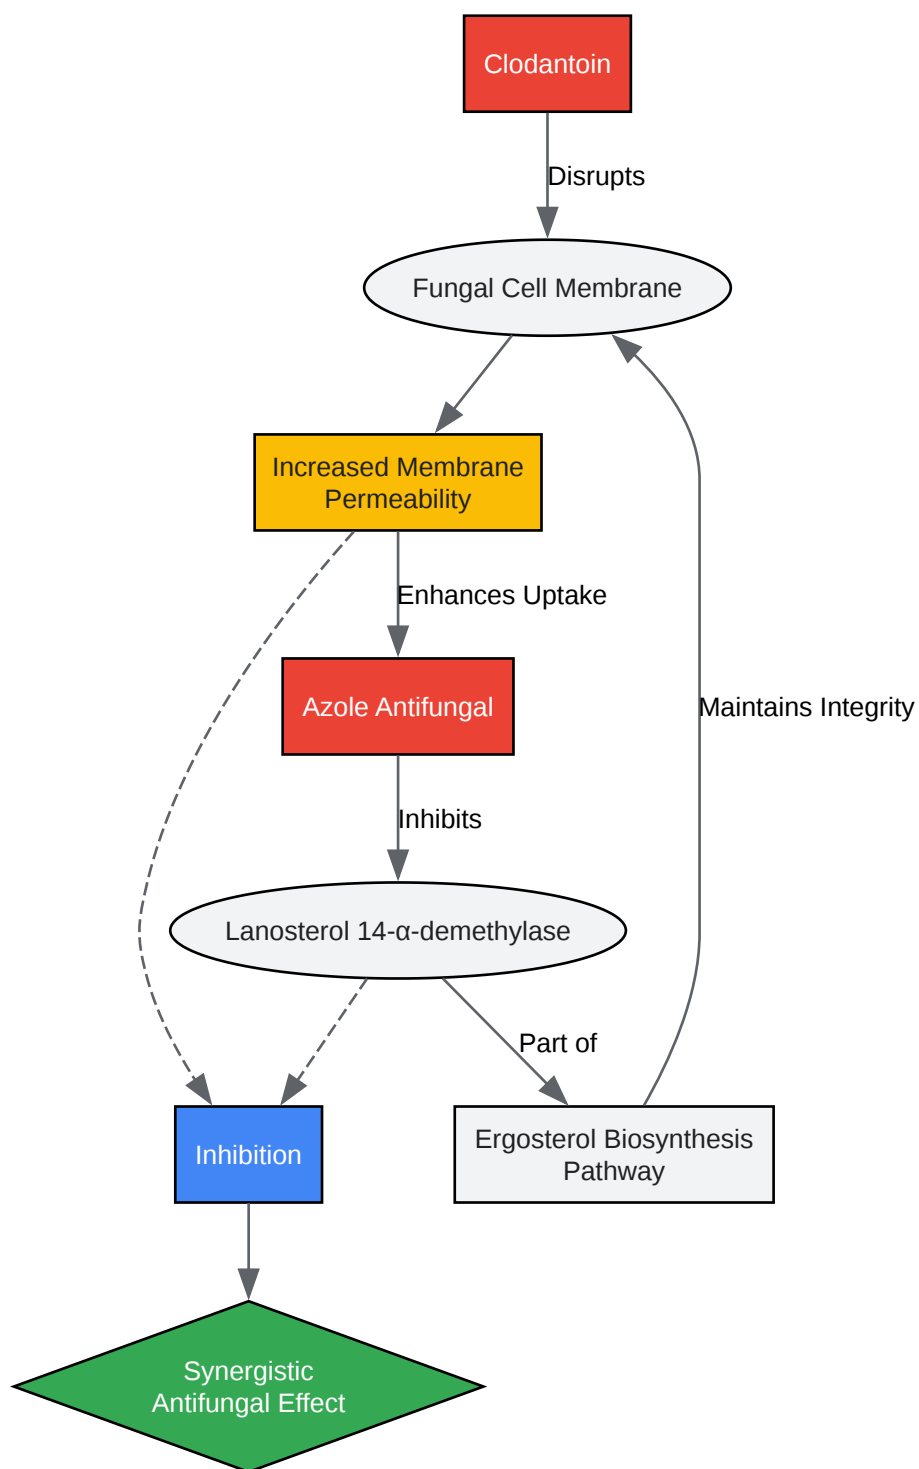 Clodantoin
Disrupts
Fungal Cell Membrane
Increased Membrane
Permeability
Enhances Uptake
Azole Antifungal
Maintains Integrity
Inhibits
Lanosterol 14-α-demethylase
Part of
Inhibition
Ergosterol Biosynthesis
Pathway
Synergistic
Antifungal Effect